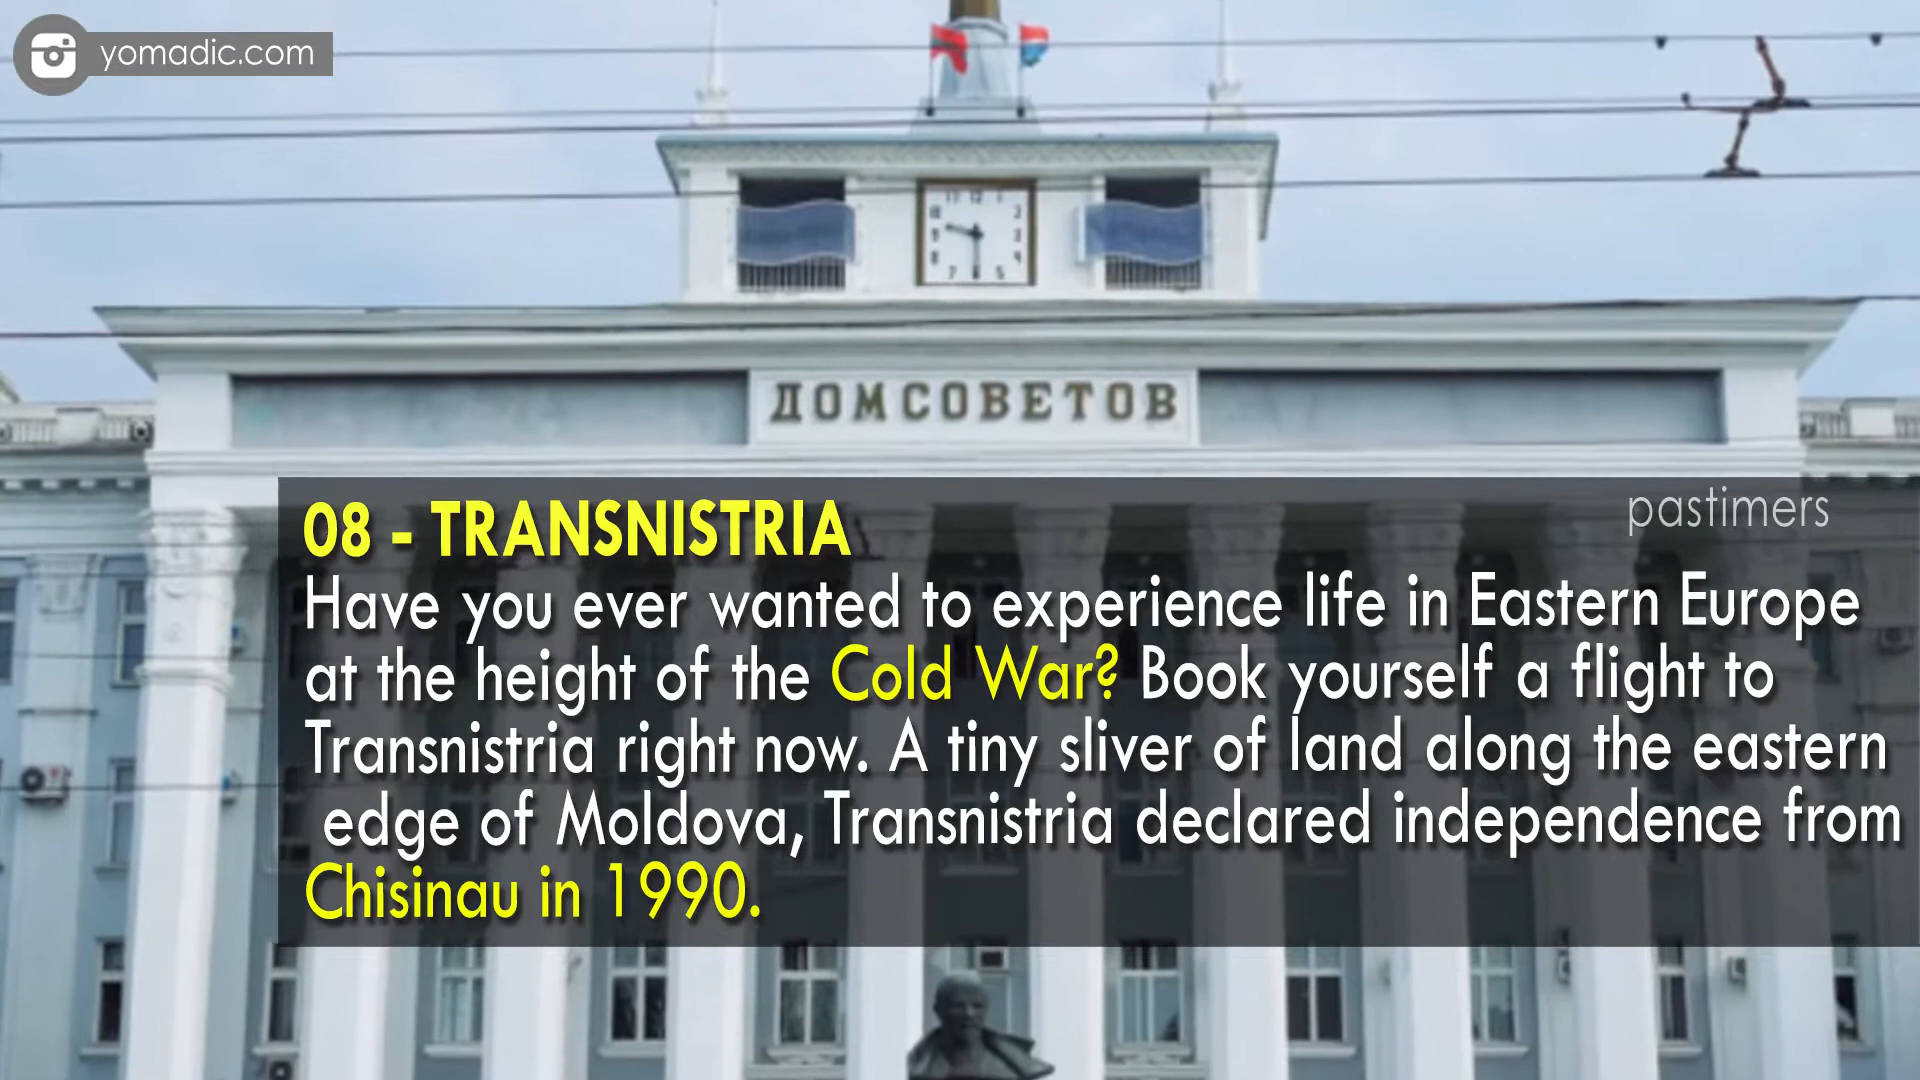 yomadic.com
ДОМ СОВЕТОВ
08 - TRANSNISTRIA
pastimers
Have you ever wanted to experience life in Eastern Europe
at the height of the Cold War? Book yourself a flight to
Transnistria right now. A tiny sliver of land along the eastern
edge of Moldova, Transnistria declared independence from
Chisinau in 1990.